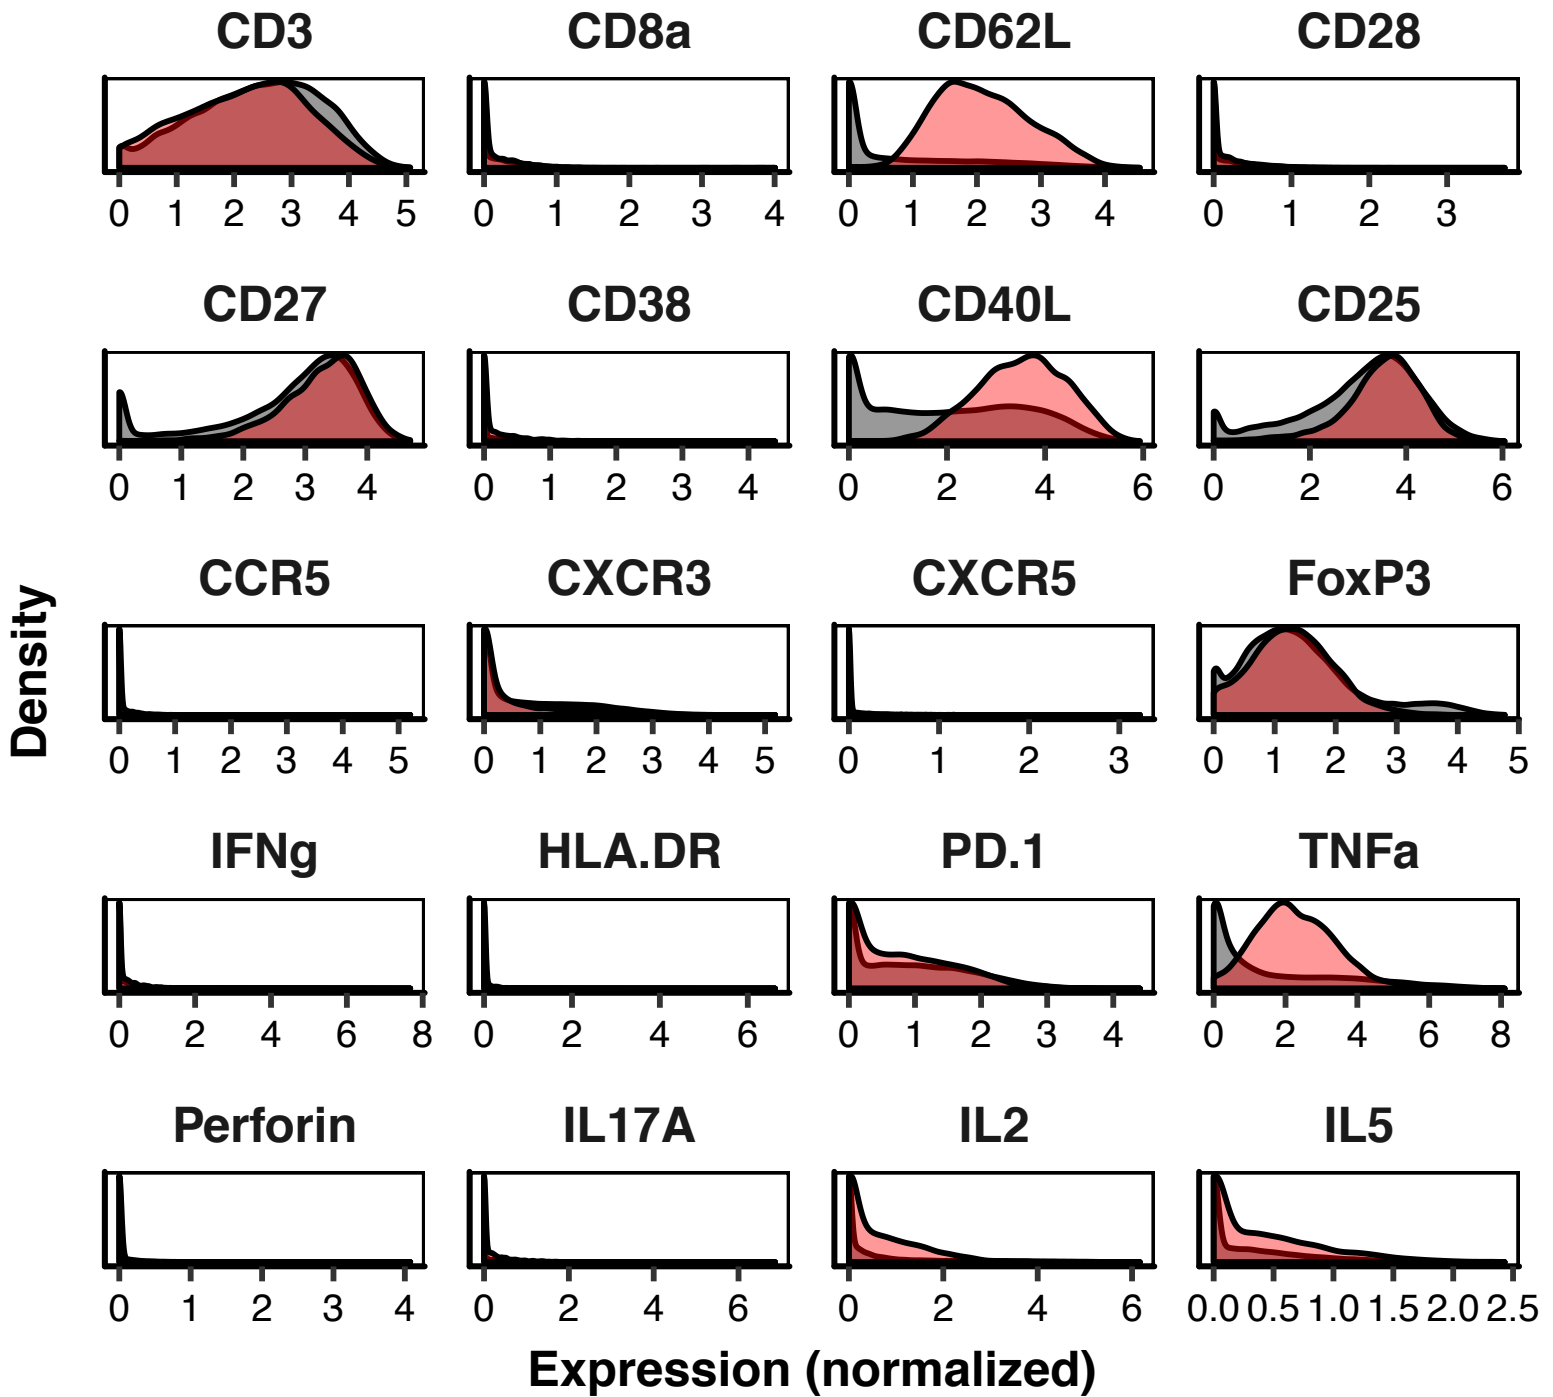 CD3 CD8a CD62L CD28
0 1 2 3 4 5 0 1 2 3 4 0 1 2 3 4 0 1 2 3
CD27 CD38 CD40L CD25
0 1 2 3 4 0 1 2 3 4 0 2 4 6 0 2 4 6
CCR5 CXCR3 CXCR5 FoxP3
0 1 2 3 4 5 0 1 2 3 4 5 0 1 2 3 0 1 2 3 4 5
Density
IFNg HLA.DR PD.1 TNFa
0 2 4 6 8 0 2 4 6 0 1 2 3 4 0 2 4 6 8
Perforin IL17A IL2 IL5
0 1 2 3 4 0 2 4 6 0 2 4 6 0.0 0.5 1.0 1.5 2.0 2.5
Expression (normalized)